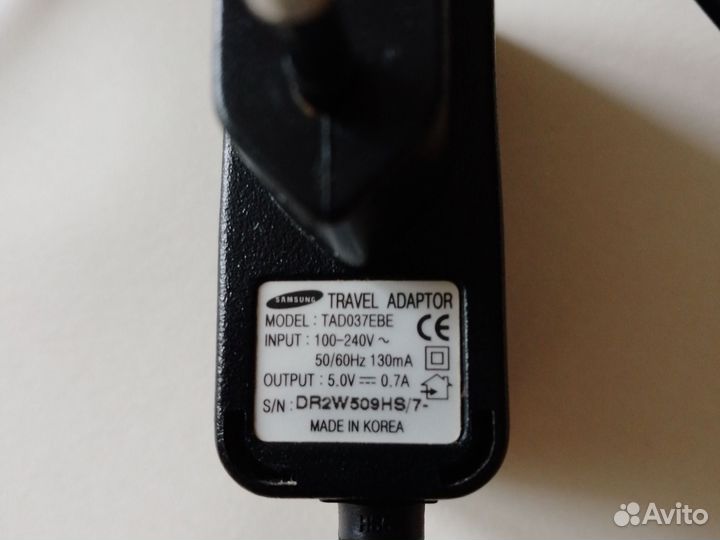 SAMSUNG TRAVEL ADAPTOR
MODEL : TAD037EBE
INPUT : 100-240V ~
50/60Hz 130mA
OUTPUT : 5.0V ⎓ 0.7A
S/N : DR2W509HS/7-
MADE IN KOREA
CE
Avito